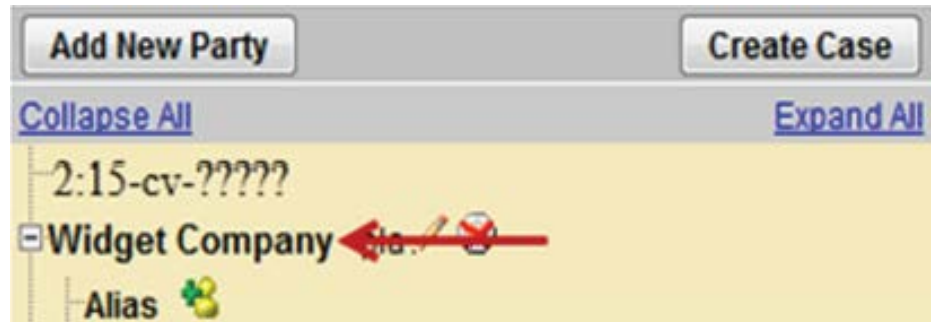 Add New Party Create Case
Collapse All Expand All
2:15-cv-?????
Widget Company
Alias